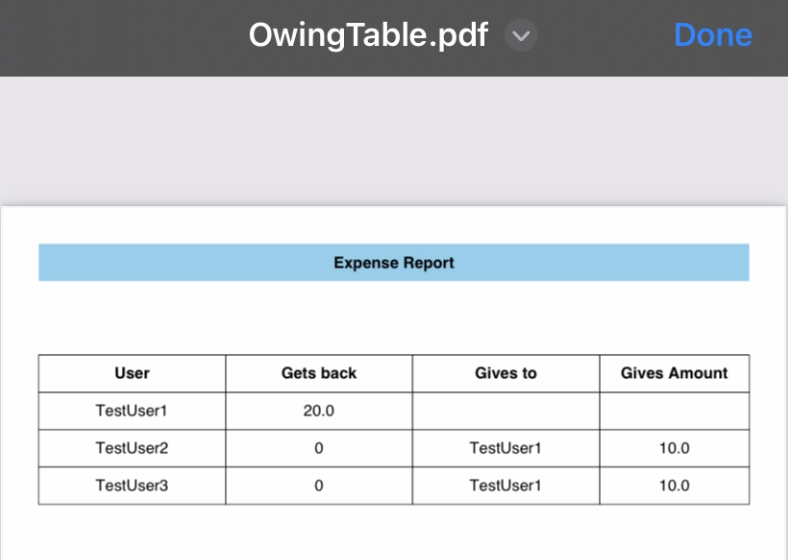 OwingTable.pdf Done
Expense Report
User Gets back Gives to Gives Amount
TestUser1 20.0
TestUser2 0 TestUser1 10.0
TestUser3 0 TestUser1 10.0